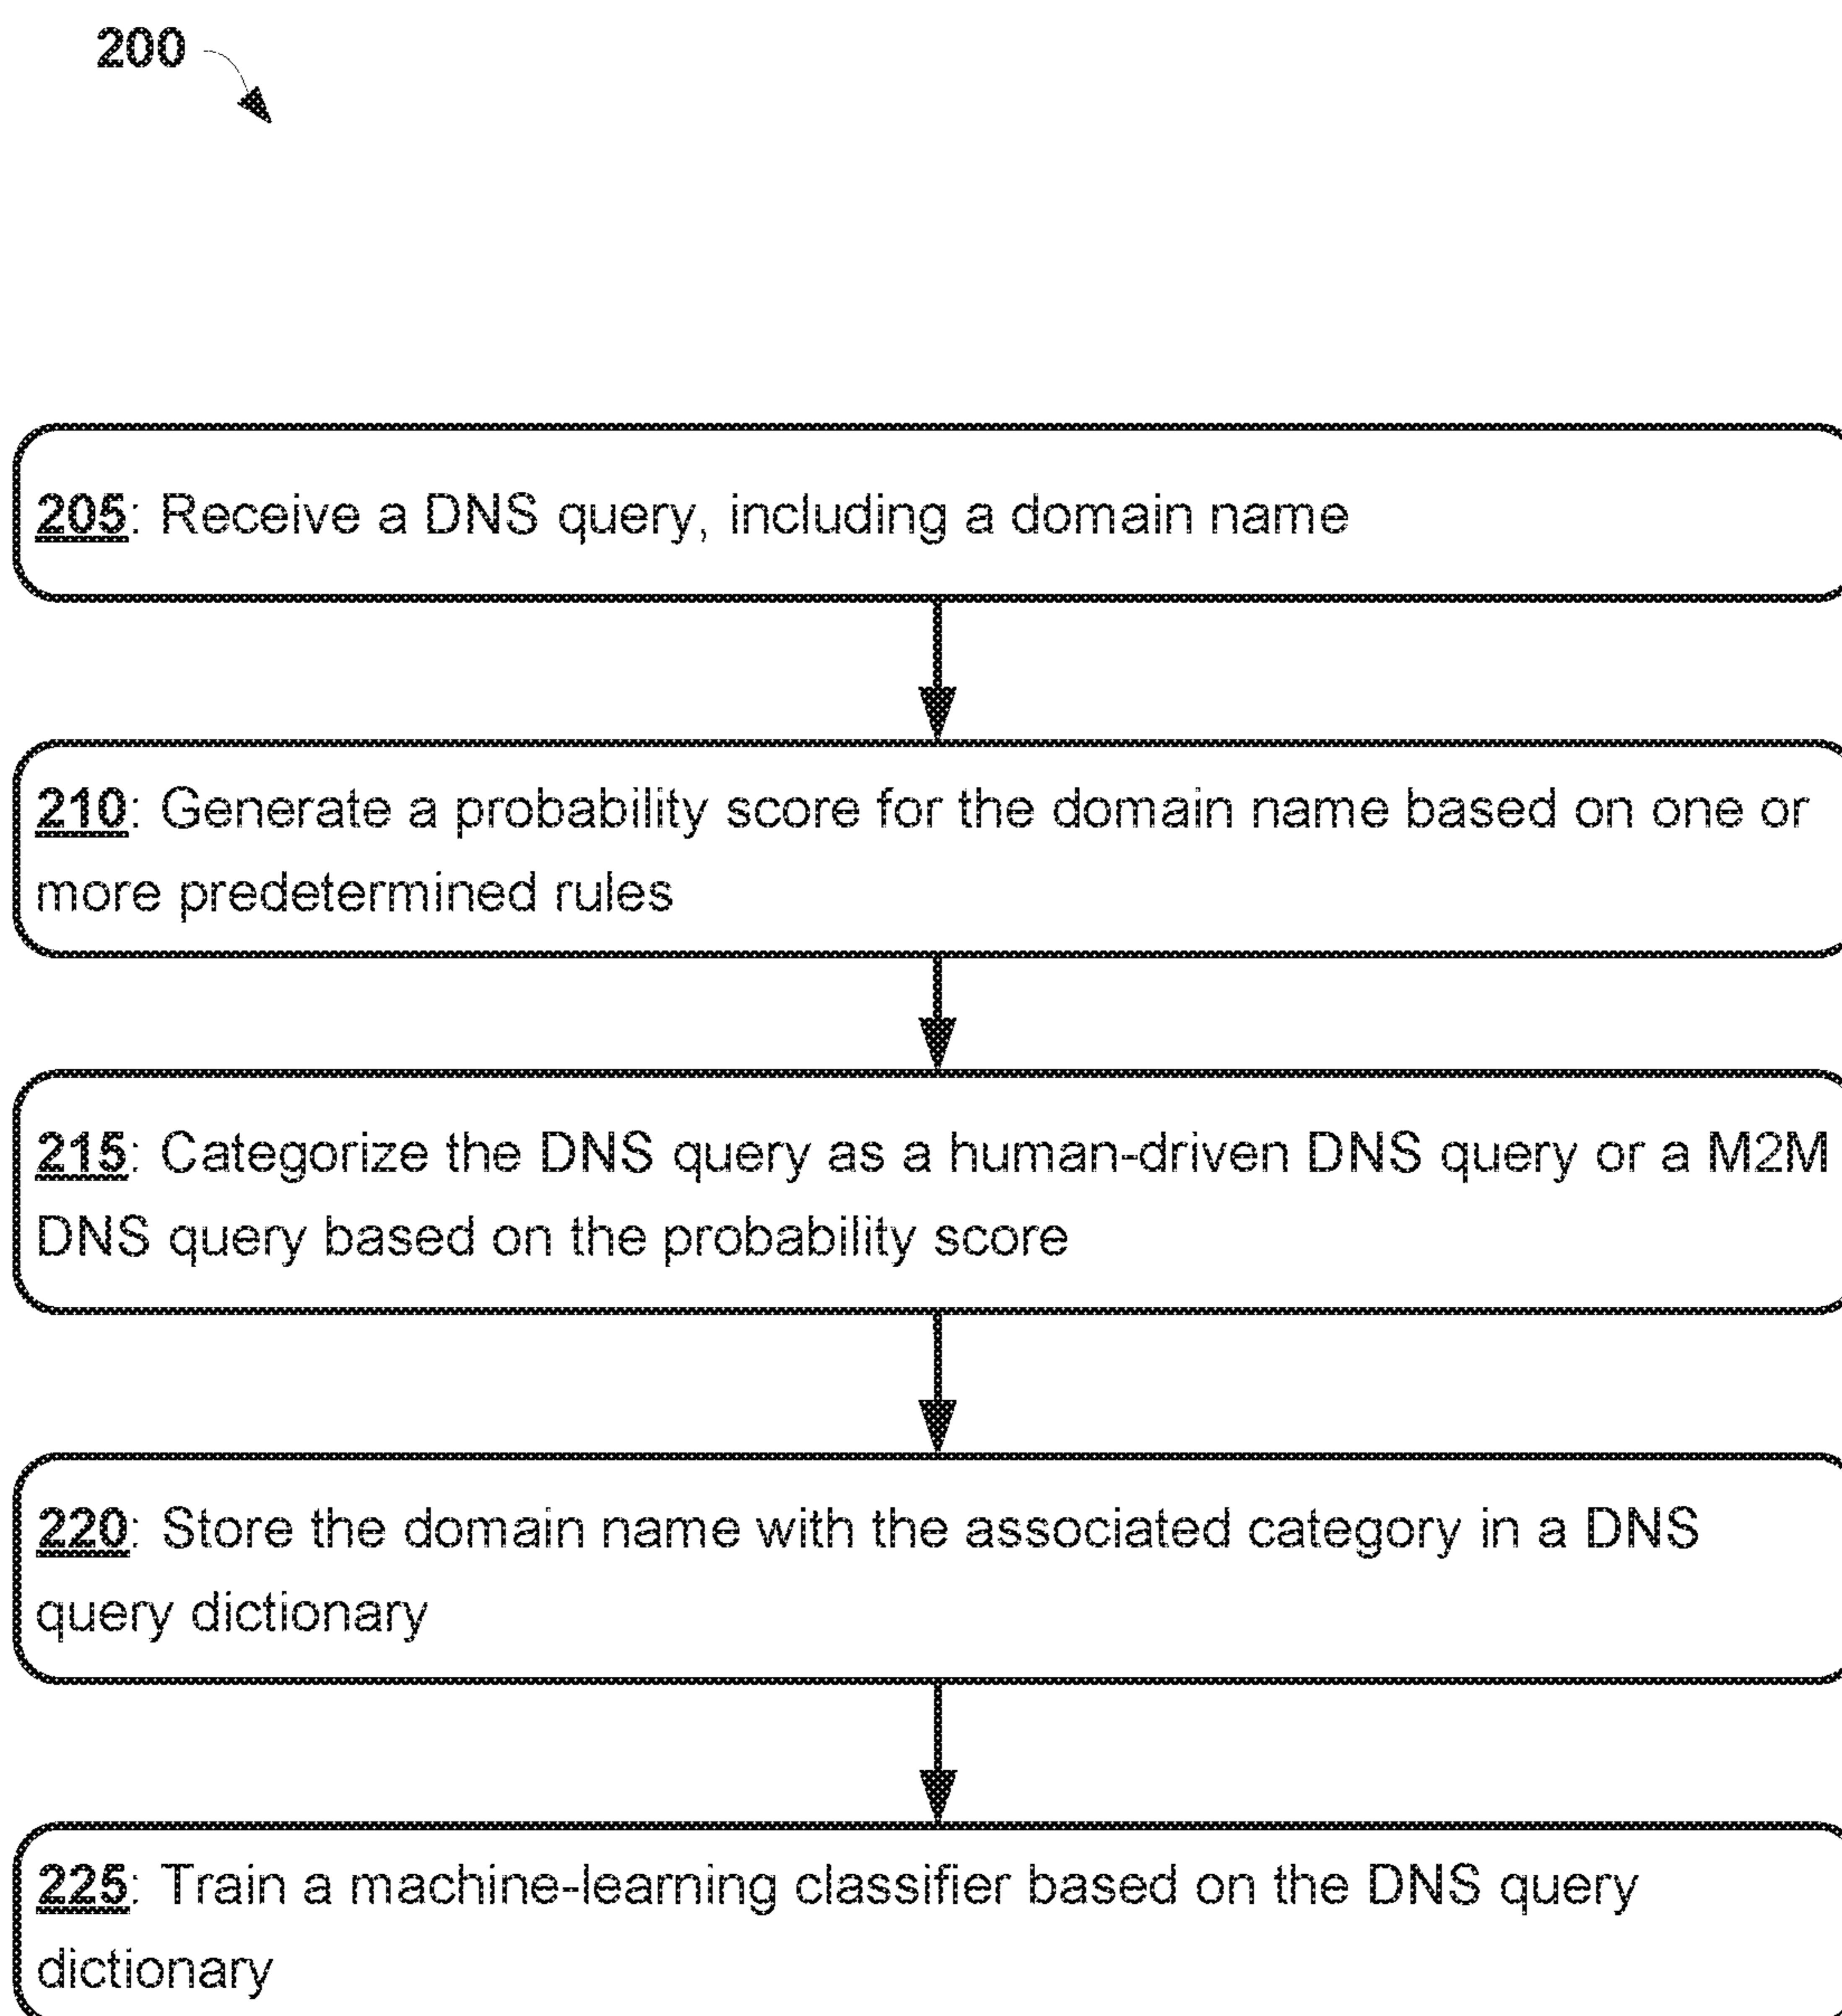 200
205: Receive a DNS query, including a domain name
210: Generate a probability score for the domain name based on one or
more predetermined rules
215: Categorize the DNS query as a human-driven DNS query or a M2M
DNS query based on the probability score
220: Store the domain name with the associated category in a DNS
query dictionary
225: Train a machine-learning classifier based on the DNS query
dictionary